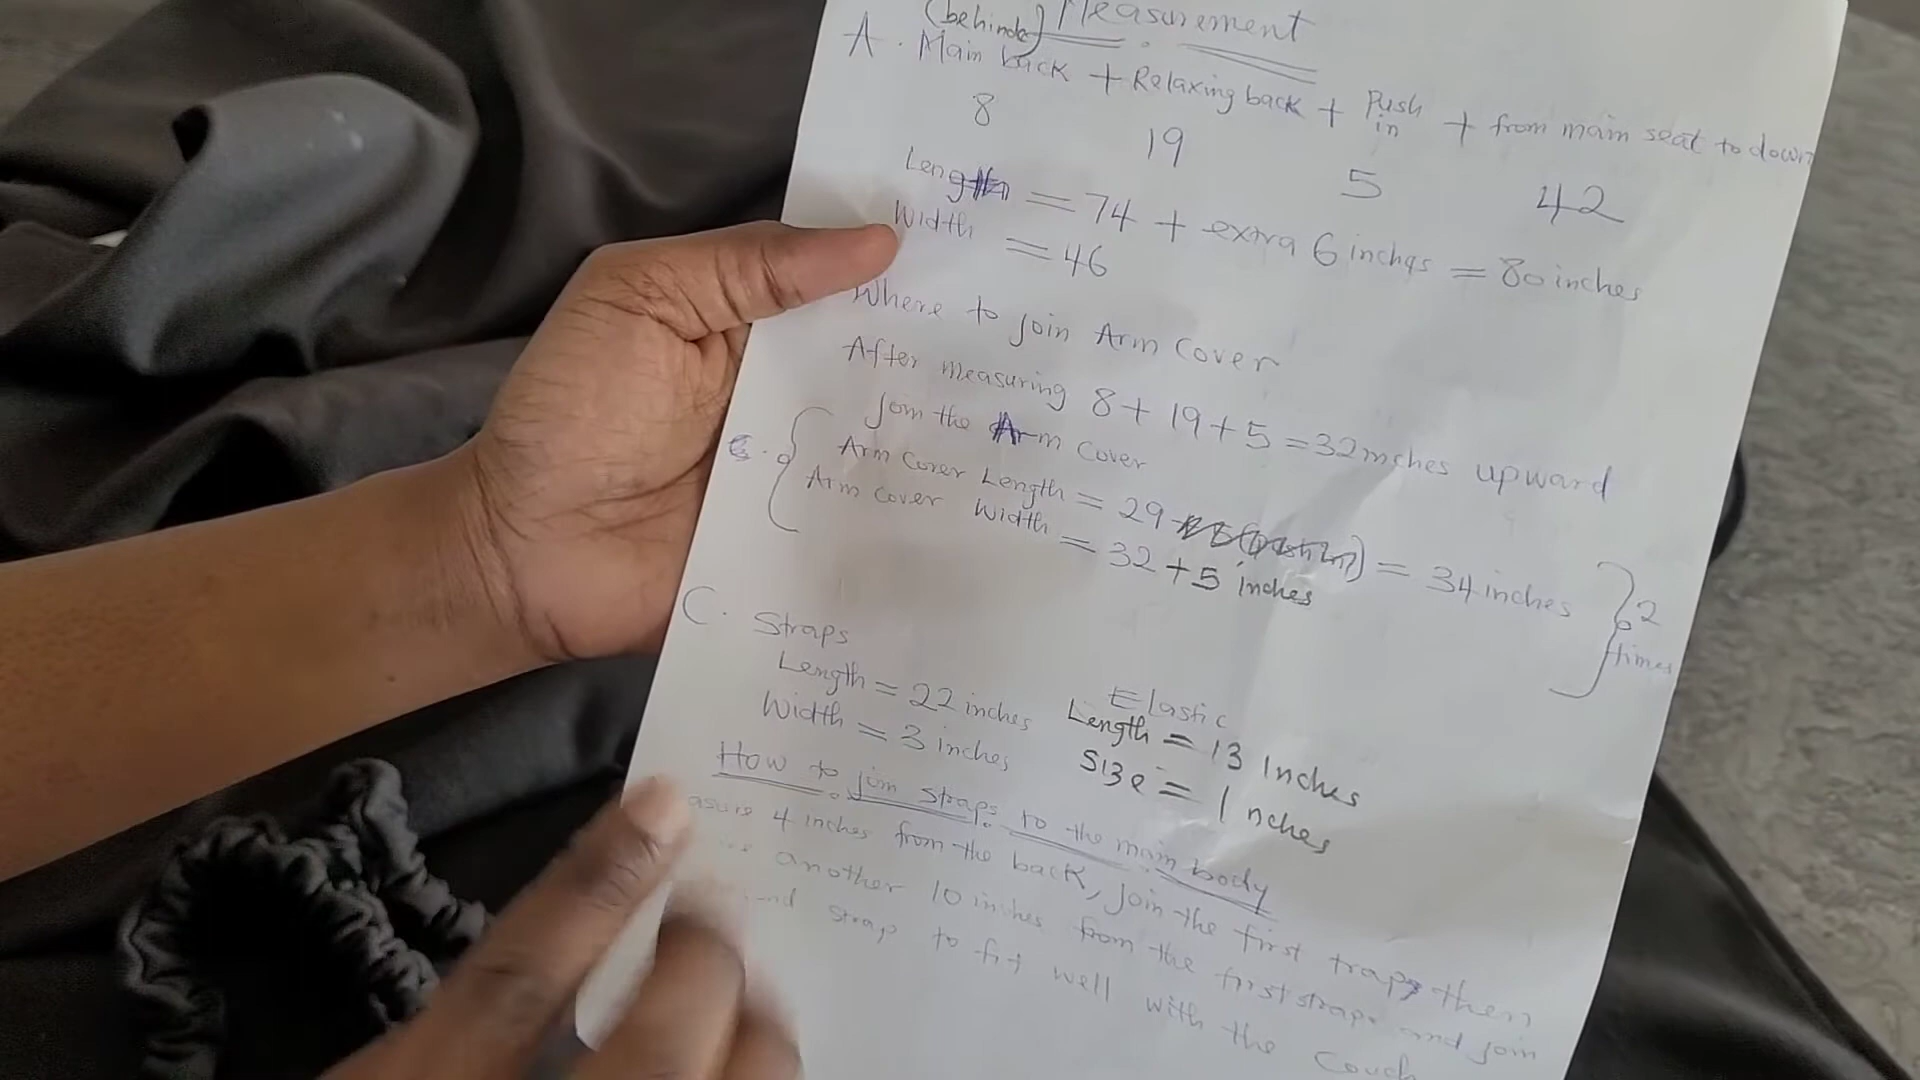 (behinde) Measurement
A. Main back + Relaxing back + Push in + from main seat to down
8 19 5 42
Length = 74 + extra 6 inches = 80 inches
Width = 46
Where to join Arm Cover
After measuring 8 + 19 + 5 = 32 inches upward
Join the Arm Cover
Arm Cover Length = 29 = 34 inches
Arm Cover Width = 32 + 5 inches
2 times
C. Straps
Length = 22 inches
Width = 3 inches
Elastic
Length = 13 Inches
Size = 1 nches
How to join straps to the main body
asure 4 inches from the back, join the first traps then
another 10 inches from the first strap and join
strap to fit well with the Couch